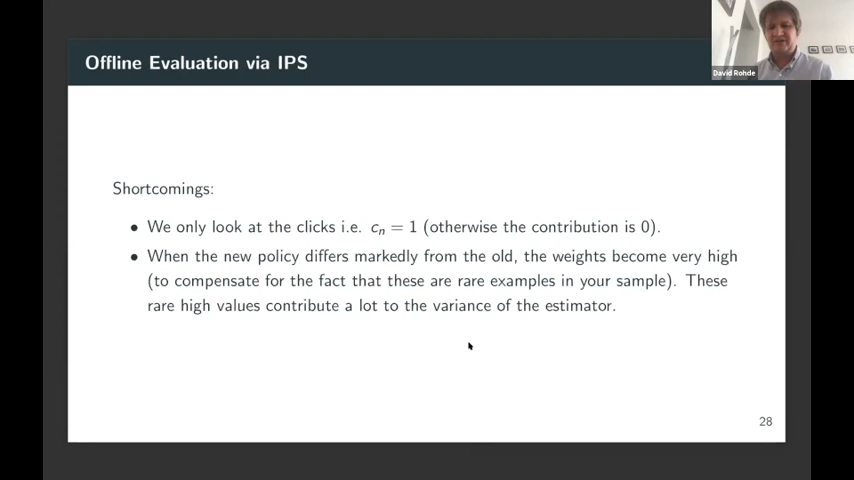 Offline Evaluation via IPS
David Rohde
Shortcomings:
• We only look at the clicks i.e. cₙ = 1 (otherwise the contribution is 0).
• When the new policy differs markedly from the old, the weights become very high
(to compensate for the fact that these are rare examples in your sample). These
rare high values contribute a lot to the variance of the estimator.
28